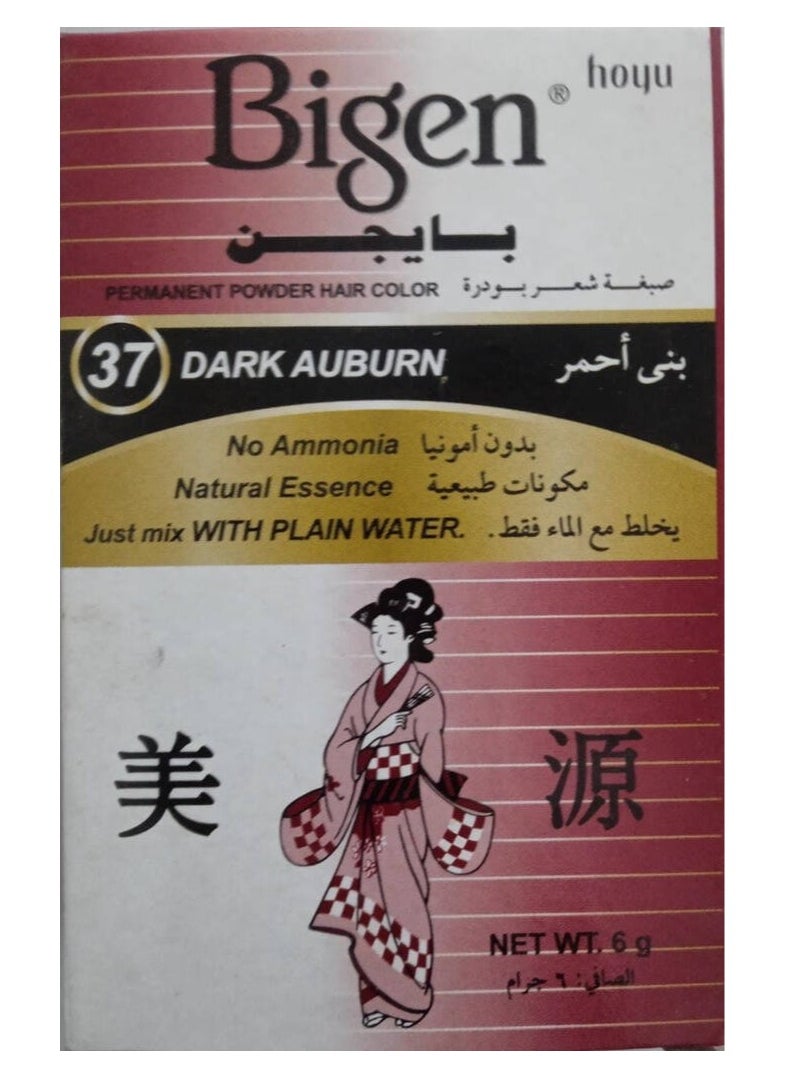 Bigen® hoyu
بايجن
PERMANENT POWDER HAIR COLOR صبغة شعر بودرة
37 DARK AUBURN بنى أحمر
No Ammonia بدون أمونيا
Natural Essence مكونات طبيعية
Just mix WITH PLAIN WATER. يخلط مع الماء فقط.
美 源
NET WT. 6 g
الصافي: ٦ جرام